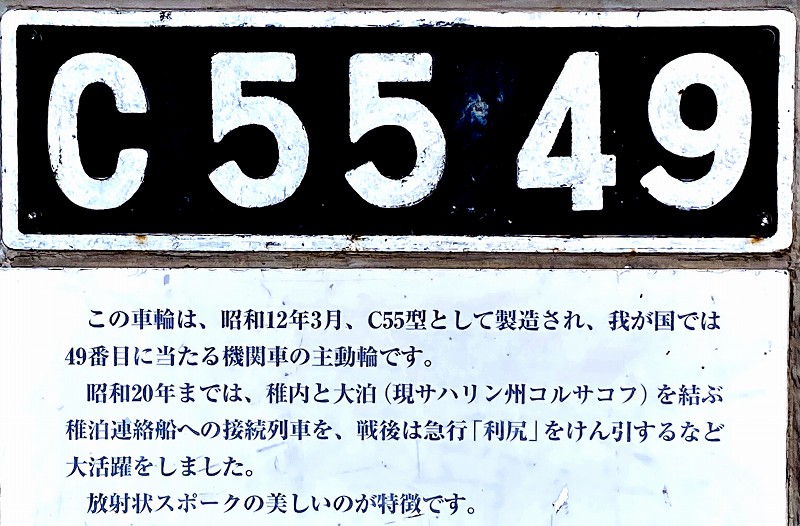 C 55 49
この車輪は、昭和12年3月、C55型として製造され、我が国では
49番目に当たる機関車の主動輪です。
昭和20年までは、稚内と大泊（現サハリン州コルサコフ）を結ぶ
稚泊連絡船への接続列車を、戦後は急行「利尻」をけん引するなど
大活躍をしました。
放射状スポークの美しいのが特徴です。